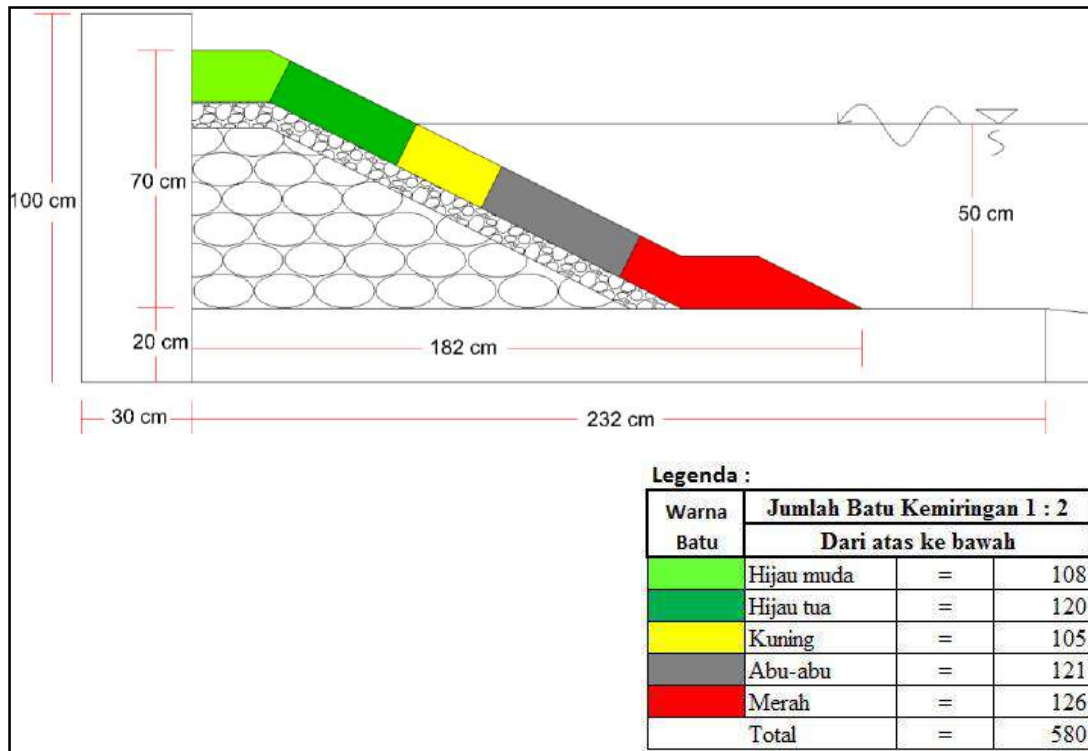 100 cm
70 cm
50 cm
20 cm
182 cm
30 cm
232 cm
Legenda :
Warna Batu
Jumlah Batu Kemiringan 1 : 2
Dari atas ke bawah
Hijau muda = 108
Hijau tua = 120
Kuning = 105
Abu-abu = 121
Merah = 126
Total = 580